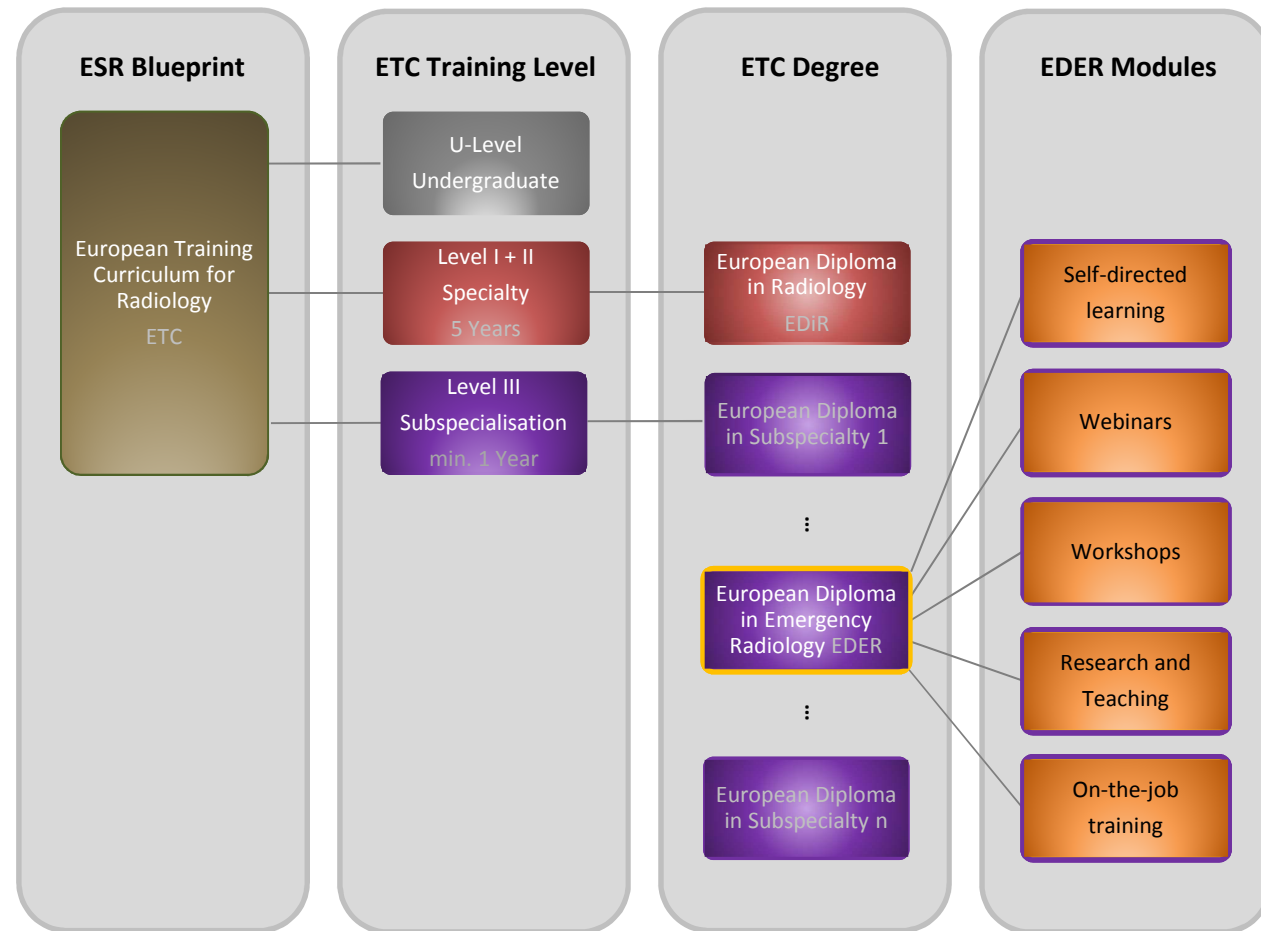 ESR Blueprint
European Training
Curriculum for
Radiology
ETC
ETC Training Level
U-Level
Undergraduate
Level I + II
Specialty
5 Years
Level III
Subspecialisation
min. 1 Year
ETC Degree
European Diploma
in Radiology
EDiR
European Diploma
in Subspecialty 1
...
European Diploma
in Emergency
Radiology EDER
...
European Diploma
in Subspecialty n
EDER Modules
Self-directed
learning
Webinars
Workshops
Research and
Teaching
On-the-job
training